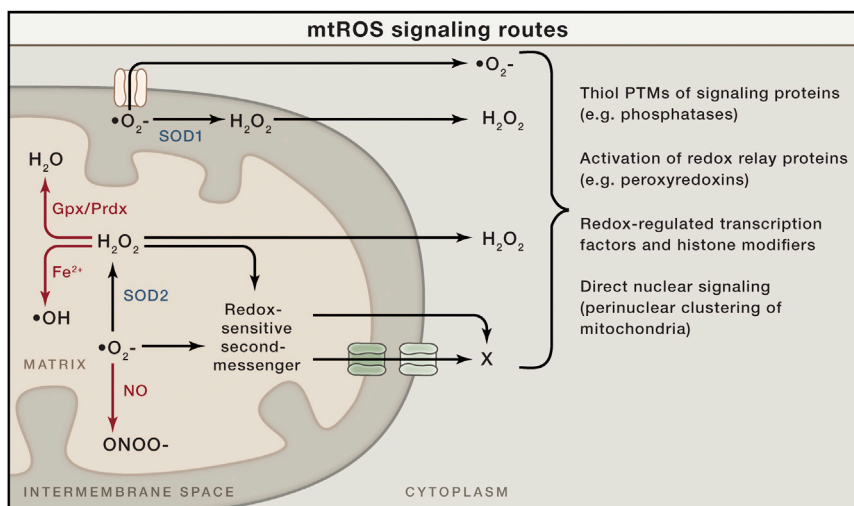 mtROS signaling routes
•O₂-
•O₂-
SOD1
H₂O₂
H₂O₂
H₂O
Gpx/Prdx
H₂O₂
H₂O₂
Fe²⁺
SOD2
•OH
•O₂-
MATRIX
NO
ONOO-
Redox-
sensitive
second-
messenger
X
INTERMEMBRANE SPACE
CYTOPLASM
Thiol PTMs of signaling proteins
(e.g. phosphatases)
Activation of redox relay proteins
(e.g. peroxyredoxins)
Redox-regulated transcription
factors and histone modifiers
Direct nuclear signaling
(perinuclear clustering of
mitochondria)